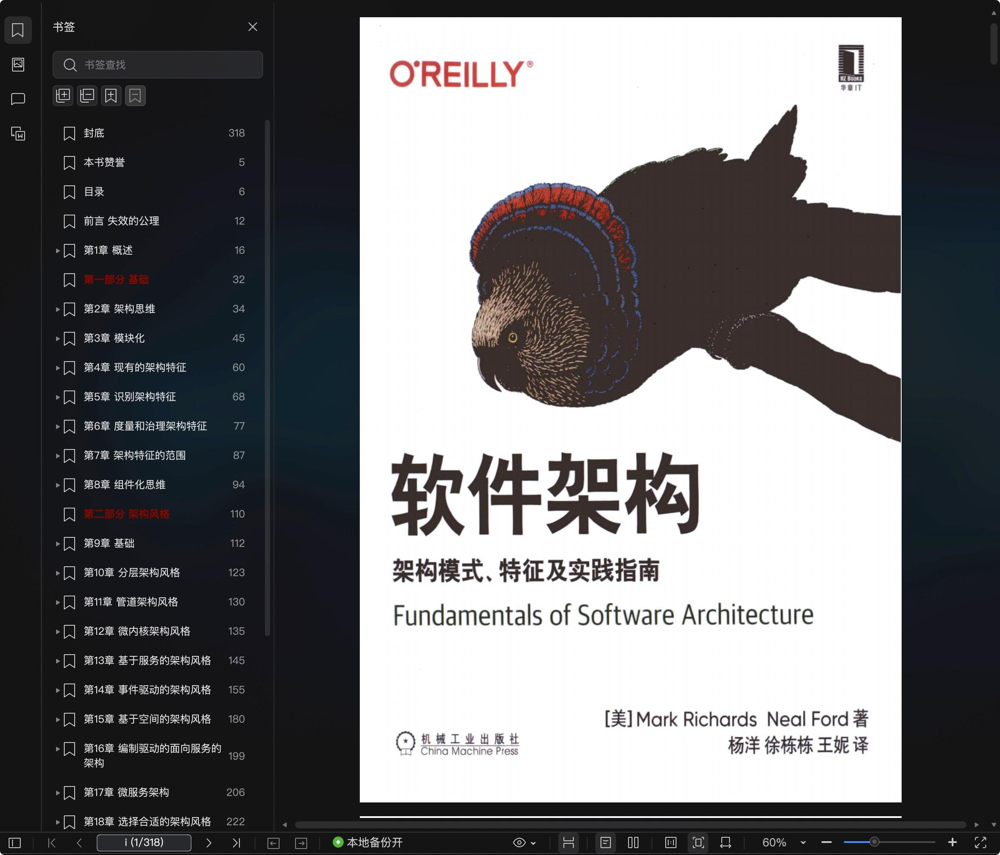 书签
书签查找
封底 318
本书赞誉 5
目录 6
前言 失效的公理 12
第1章 概述 16
第一部分 基础 32
第2章 架构思维 34
第3章 模块化 45
第4章 现有的架构特征 60
第5章 识别架构特征 68
第6章 度量和治理架构特征 77
第7章 架构特征的范围 87
第8章 组件化思维 94
第二部分 架构风格 110
第9章 基础 112
第10章 分层架构风格 123
第11章 管道架构风格 130
第12章 微内核架构风格 135
第13章 基于服务的架构风格 145
第14章 事件驱动的架构风格 155
第15章 基于空间的架构风格 180
第16章 编制驱动的面向服务的
架构 199
第17章 微服务架构 206
第18章 选择合适的架构风格 222
O'REILLY®
HZ BOOKS
华章IT
软件架构
架构模式、特征及实践指南
Fundamentals of Software Architecture
[美] Mark Richards Neal Ford 著
杨洋 徐栋栋 王妮 译
机械工业出版社
China Machine Press
i (1/318)
本地备份开
60%